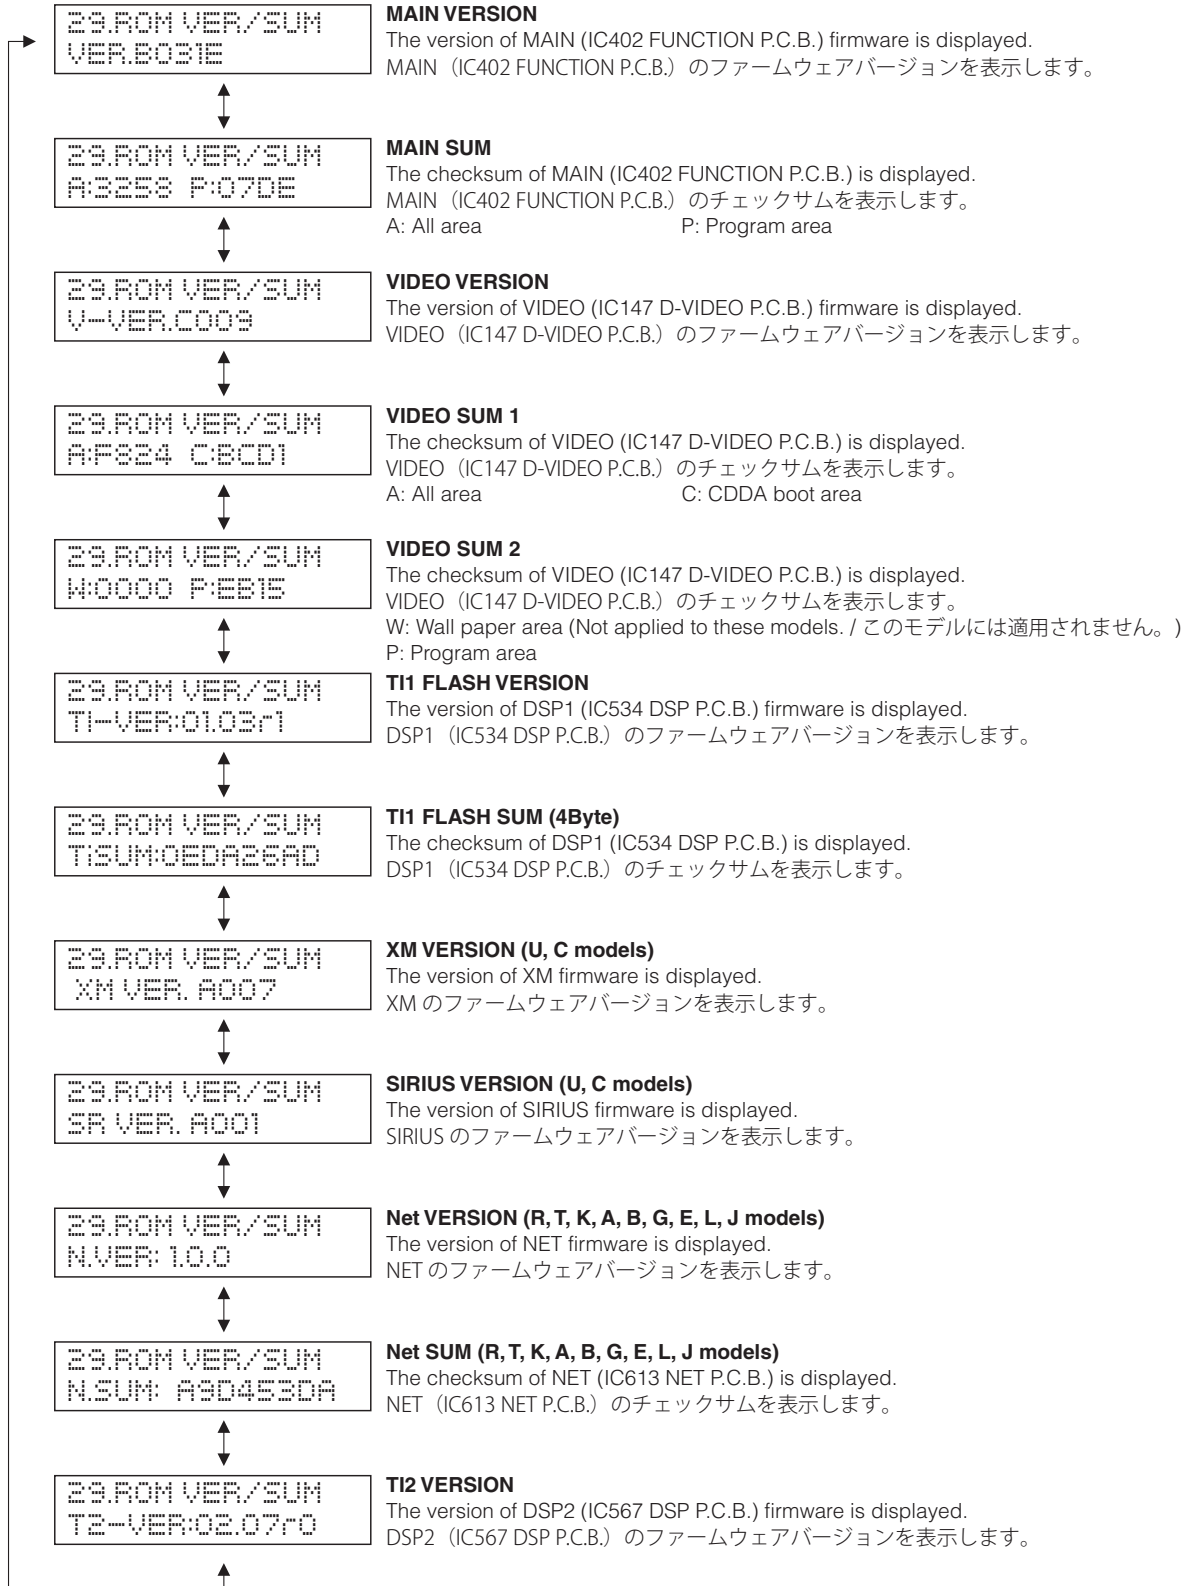 29.ROM VER/SUM
VER.B031E
MAIN VERSION
The version of MAIN (IC402 FUNCTION P.C.B.) firmware is displayed.
MAIN（IC402 FUNCTION P.C.B.）のファームウェアバージョンを表示します。
29.ROM VER/SUM
A:3258 P:07DE
MAIN SUM
The checksum of MAIN (IC402 FUNCTION P.C.B.) is displayed.
MAIN（IC402 FUNCTION P.C.B.）のチェックサムを表示します。
A: All area P: Program area
29.ROM VER/SUM
V-VER.C009
VIDEO VERSION
The version of VIDEO (IC147 D-VIDEO P.C.B.) firmware is displayed.
VIDEO（IC147 D-VIDEO P.C.B.）のファームウェアバージョンを表示します。
29.ROM VER/SUM
A:F824 C:BCD1
VIDEO SUM 1
The checksum of VIDEO (IC147 D-VIDEO P.C.B.) is displayed.
VIDEO（IC147 D-VIDEO P.C.B.）のチェックサムを表示します。
A: All area C: CDDA boot area
29.ROM VER/SUM
W:0000 P:EB15
VIDEO SUM 2
The checksum of VIDEO (IC147 D-VIDEO P.C.B.) is displayed.
VIDEO（IC147 D-VIDEO P.C.B.）のチェックサムを表示します。
W: Wall paper area (Not applied to these models. / このモデルには適用されません。)
P: Program area
29.ROM VER/SUM
T1-VER:01.03r1
TI1 FLASH VERSION
The version of DSP1 (IC534 DSP P.C.B.) firmware is displayed.
DSP1（IC534 DSP P.C.B.）のファームウェアバージョンを表示します。
29.ROM VER/SUM
TiSUM:0EDA26AD
TI1 FLASH SUM (4Byte)
The checksum of DSP1 (IC534 DSP P.C.B.) is displayed.
DSP1（IC534 DSP P.C.B.）のチェックサムを表示します。
29.ROM VER/SUM
XM VER. A007
XM VERSION (U, C models)
The version of XM firmware is displayed.
XM のファームウェアバージョンを表示します。
29.ROM VER/SUM
SR VER. A001
SIRIUS VERSION (U, C models)
The version of SIRIUS firmware is displayed.
SIRIUS のファームウェアバージョンを表示します。
29.ROM VER/SUM
N.VER: 1.0.0
Net VERSION (R, T, K, A, B, G, E, L, J models)
The version of NET firmware is displayed.
NET のファームウェアバージョンを表示します。
29.ROM VER/SUM
N.SUM: A9D453DA
Net SUM (R, T, K, A, B, G, E, L, J models)
The checksum of NET (IC613 NET P.C.B.) is displayed.
NET（IC613 NET P.C.B.）のチェックサムを表示します。
29.ROM VER/SUM
T2-VER:02.07r0
TI2 VERSION
The version of DSP2 (IC567 DSP P.C.B.) firmware is displayed.
DSP2（IC567 DSP P.C.B.）のファームウェアバージョンを表示します。